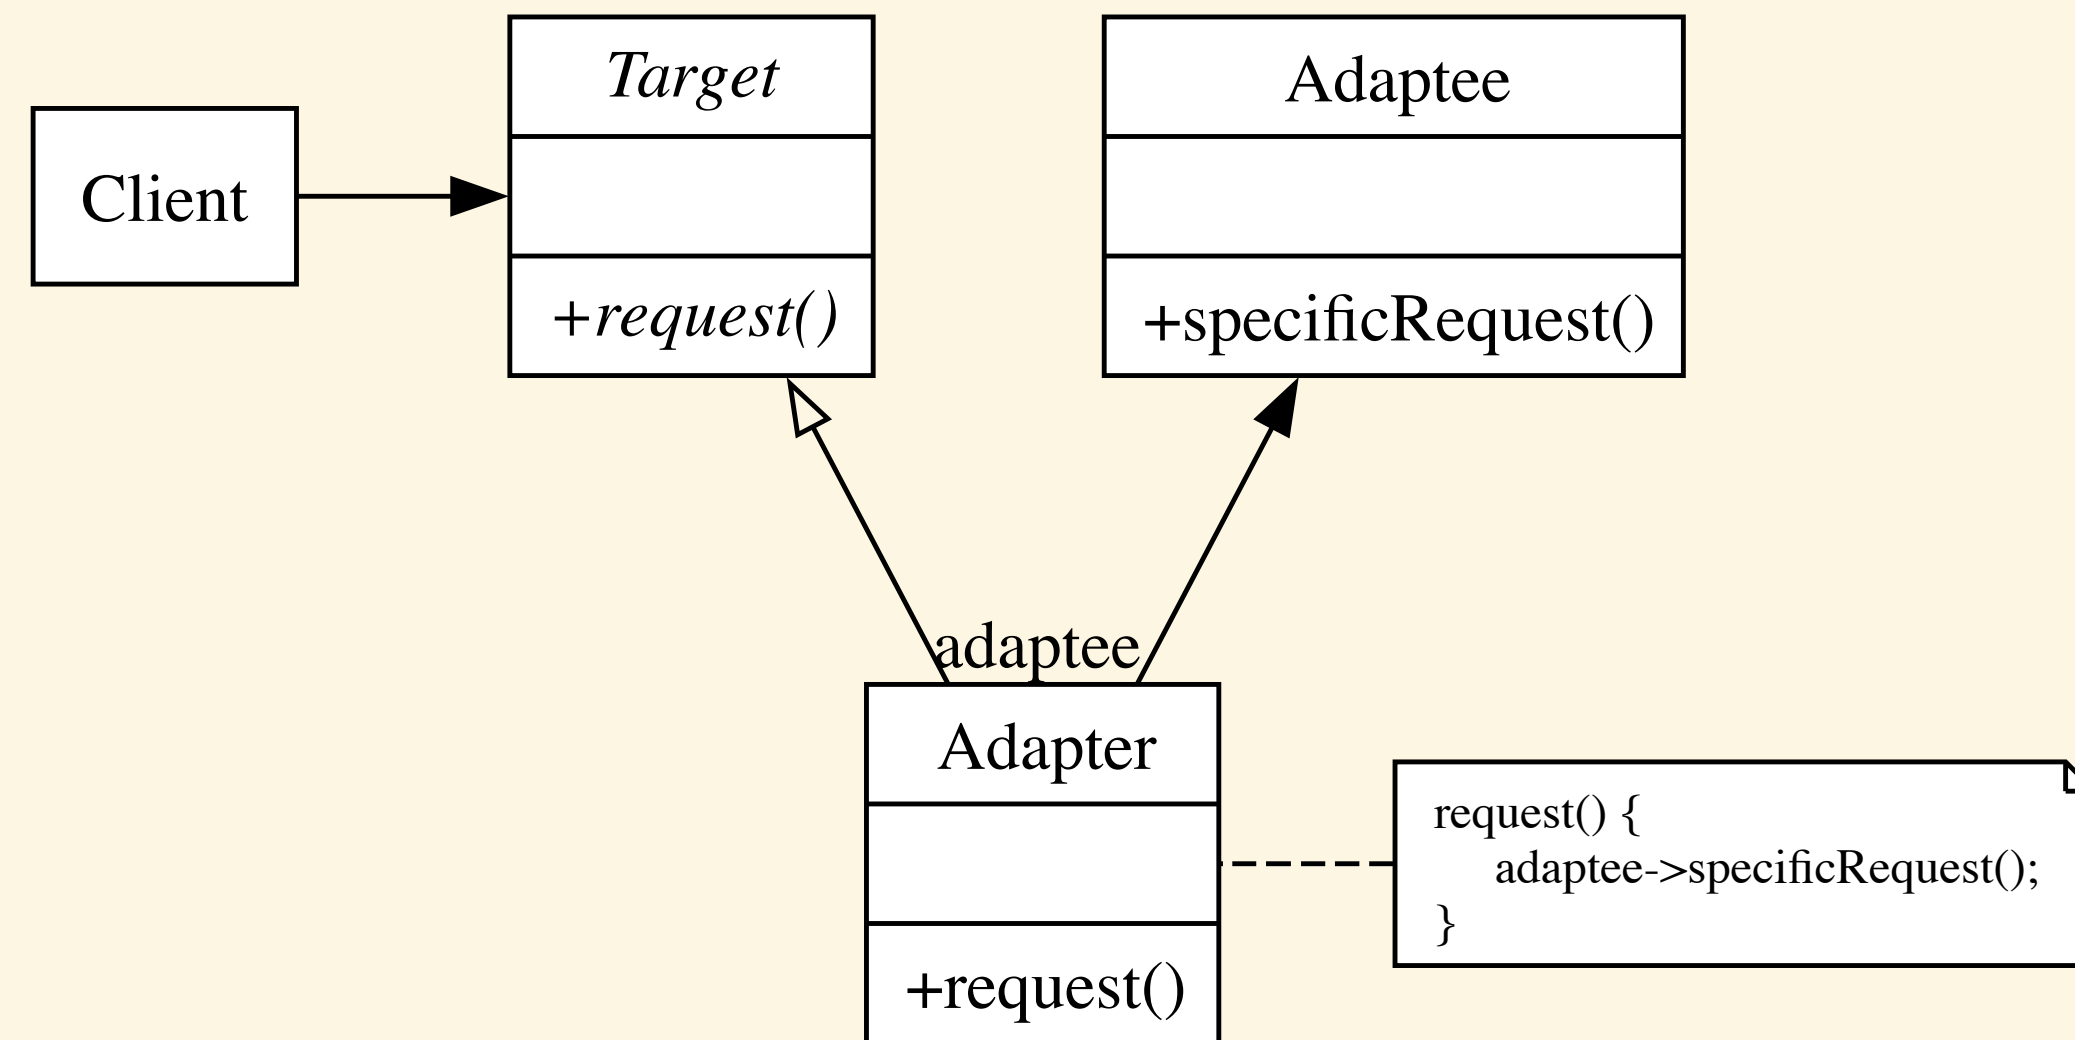 Target
Adaptee
Client
+request()
+specificRequest()
adaptee
Adapter
request() {
adaptee->specificRequest();
}
+request()